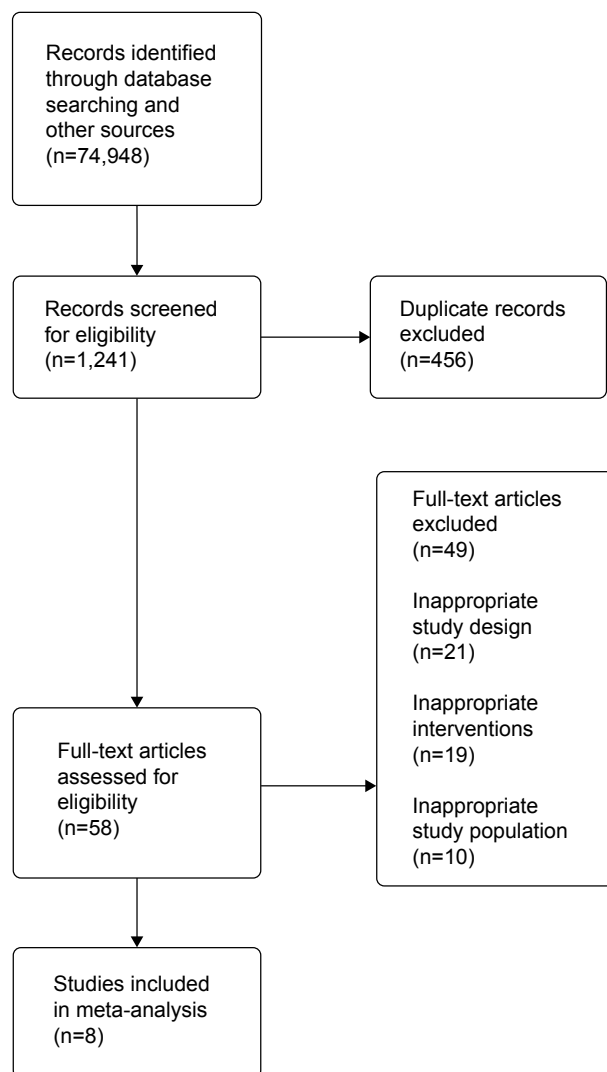 Records identified
through database
searching and
other sources
(n=74,948)
Records screened
for eligibility
(n=1,241)
Duplicate records
excluded
(n=456)
Full-text articles
excluded
(n=49)
Inappropriate
study design
(n=21)
Inappropriate
interventions
(n=19)
Inappropriate
study population
(n=10)
Full-text articles
assessed for
eligibility
(n=58)
Studies included
in meta-analysis
(n=8)